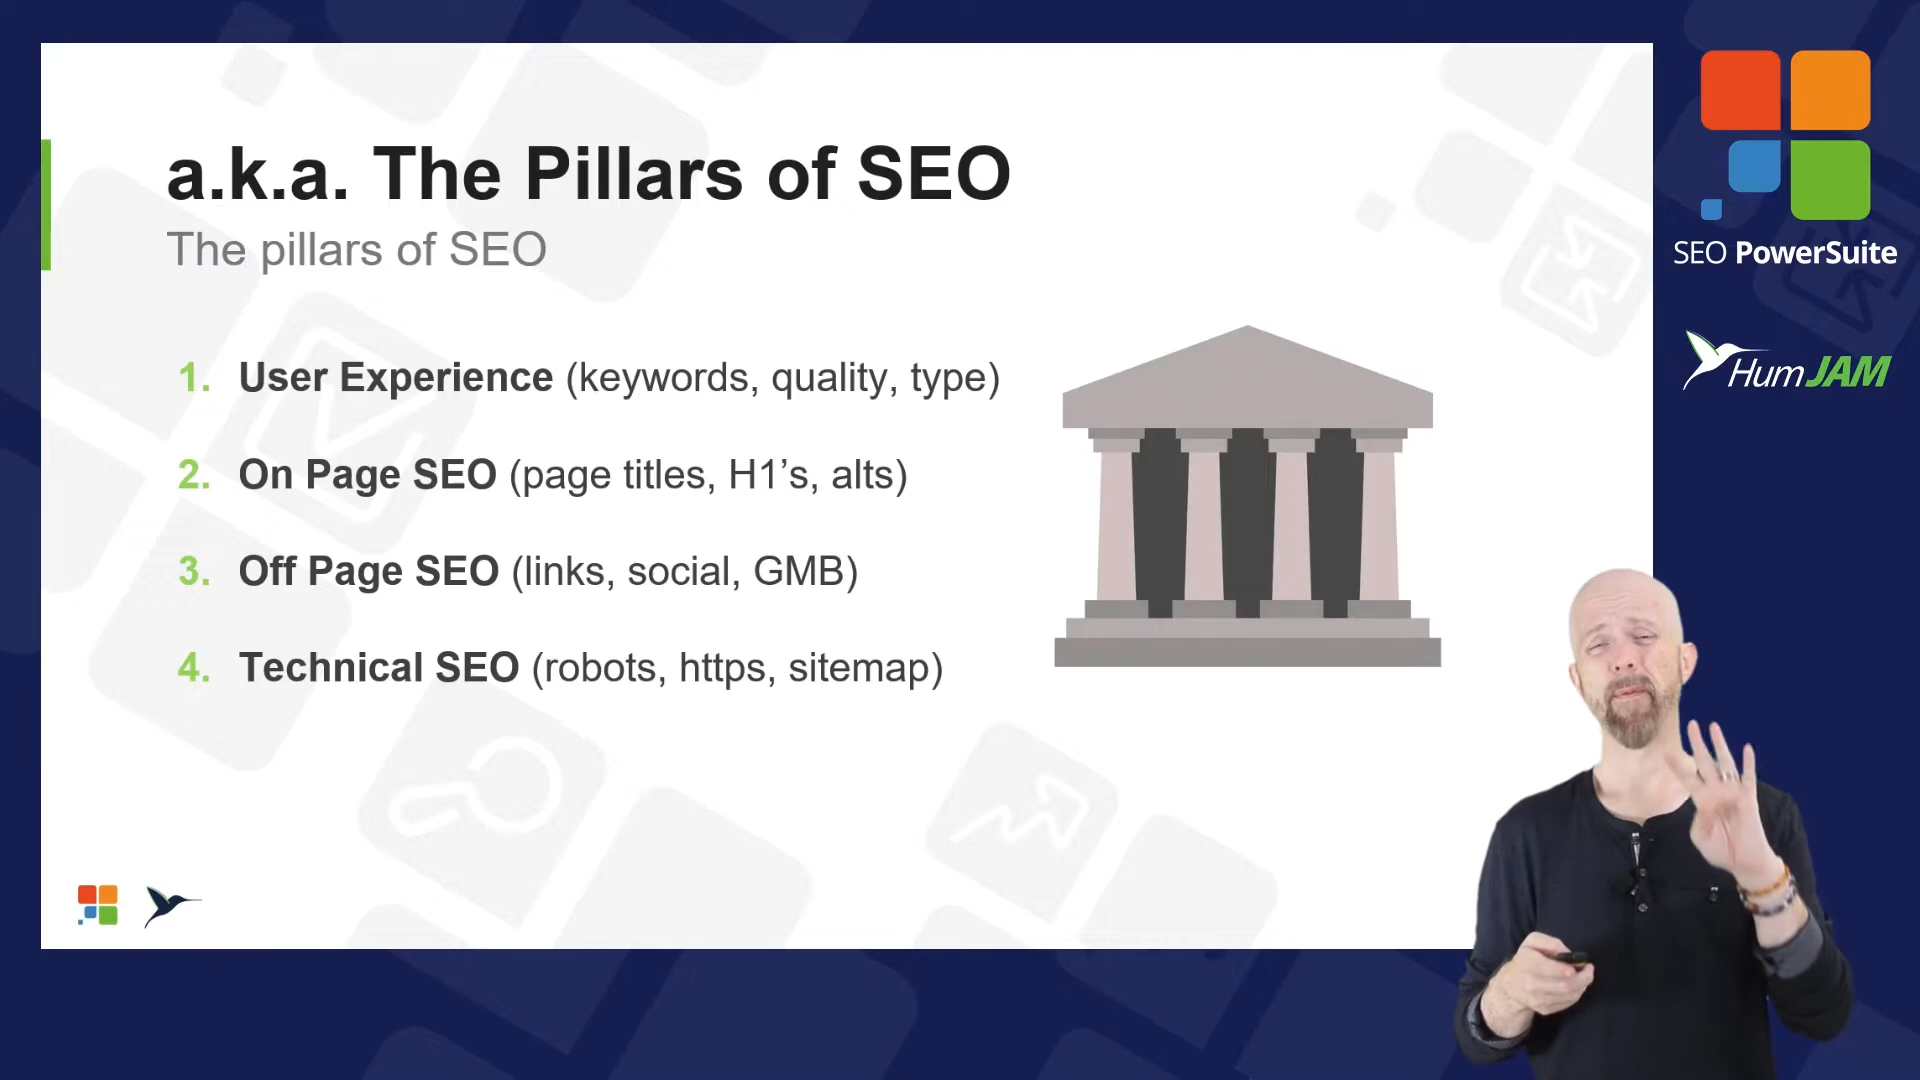 a.k.a. The Pillars of SEO
The pillars of SEO
1. User Experience (keywords, quality, type)
2. On Page SEO (page titles, H1’s, alts)
3. Off Page SEO (links, social, GMB)
4. Technical SEO (robots, https, sitemap)
SEO PowerSuite
HumJAM